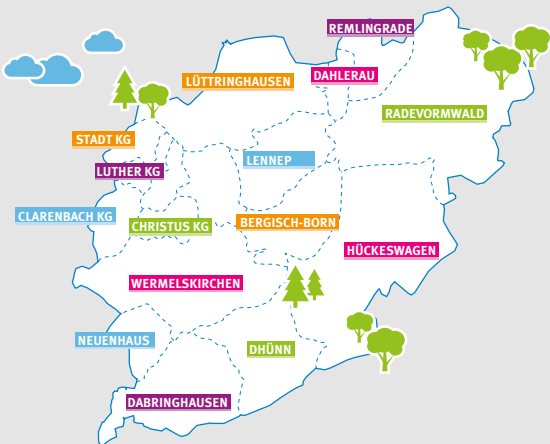 REMLINGRADE
DAHLERAU
LÜTTRINGHAUSEN
RADEVORMWALD
STADT KG
LENNEP
LUTHER KG
CLARENBACH KG
CHRISTUS KG
BERGISCH-BORN
HÜCKESWAGEN
WERMELSKIRCHEN
NEUENHAUS
DHÜNN
DABRINGHAUSEN